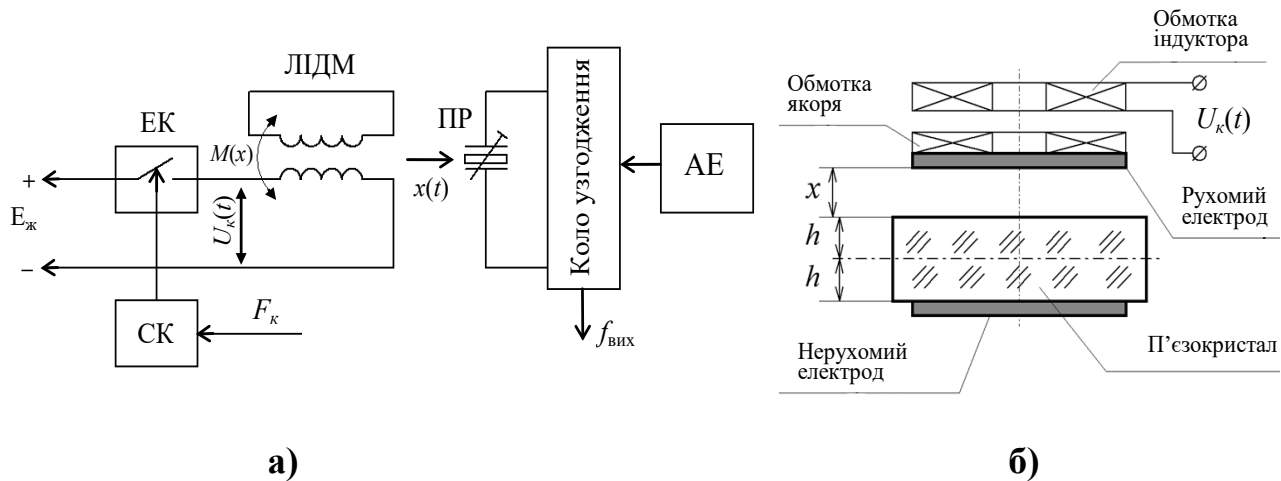 ЛІДМ
ЕК
M(x)
+
Eж
–
Uк(t)
СК
Fк
x(t)
ПР
Коло узгодження
АЕ
fвих
а)
Обмотка
індуктора
Обмотка
якоря
Uк(t)
x
h
h
Рухомий
електрод
Нерухомий
електрод
П’єзокристал
б)